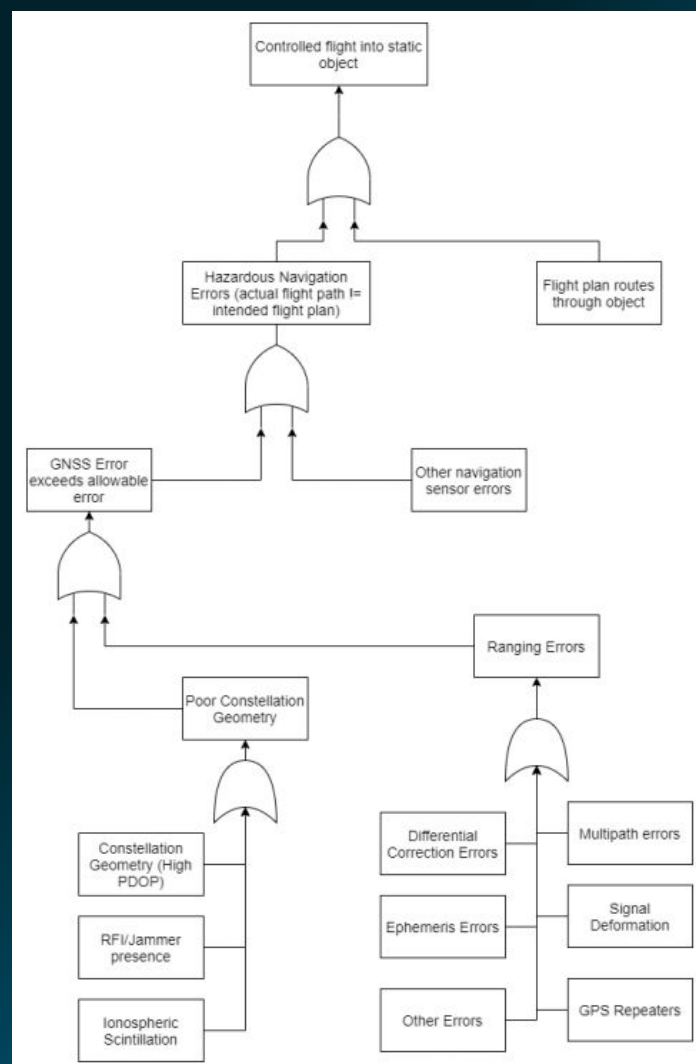 Controlled flight into static
object
Hazardous Navigation
Errors (actual flight path !=
intended flight plan)
Flight plan routes
through object
GNSS Error
exceeds allowable
error
Other navigation
sensor errors
Ranging Errors
Poor Constellation
Geometry
Constellation
Geometry (High
PDOP)
RFI/Jammer
presence
Ionospheric
Scintillation
Differential
Correction Errors
Multipath errors
Ephemeris Errors
Signal
Deformation
Other Errors
GPS Repeaters